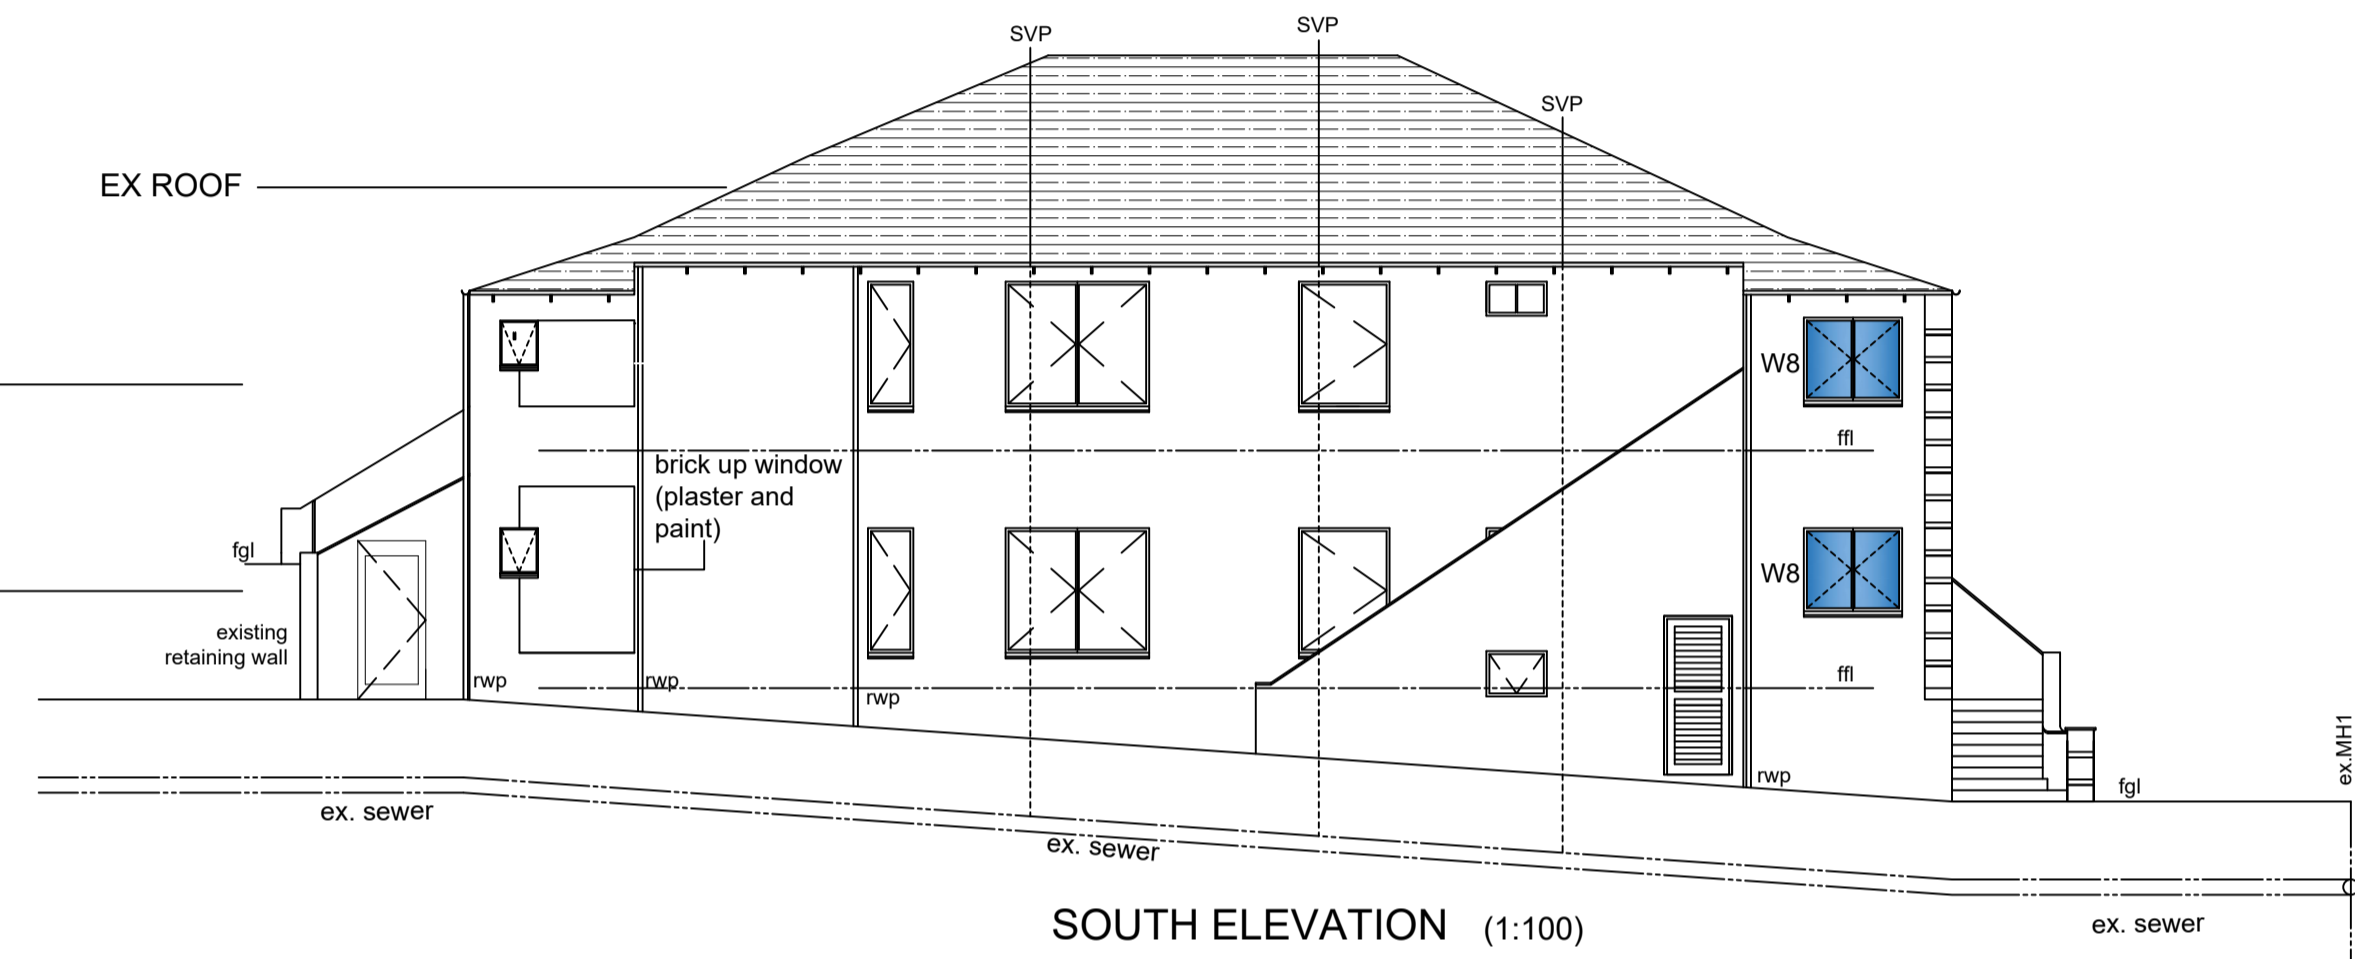 SVP
SVP
SVP
EX ROOF
W8
ffl
brick up window
(plaster and
paint)
fgl
W8
existing
retaining wall
rwp
rwp
rwp
ffl
rwp
fgl
ex.MH1
ex. sewer
ex. sewer
ex. sewer
SOUTH ELEVATION (1:100)